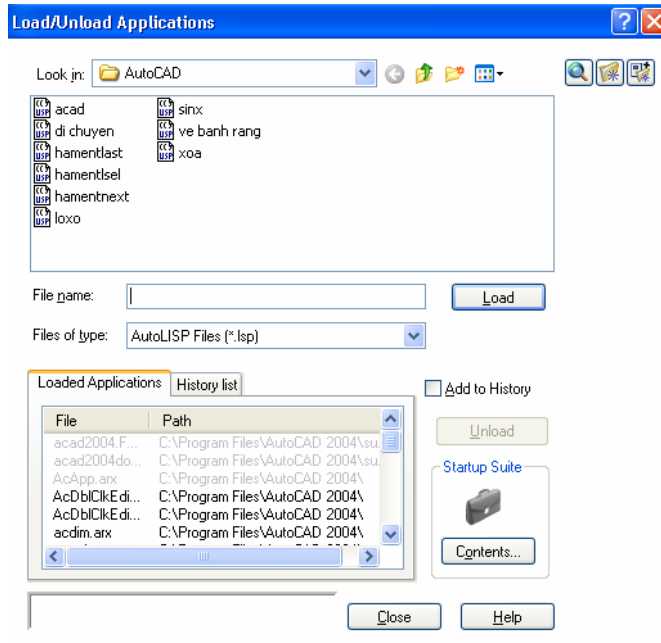 Load/Unload Applications
Look in: AutoCAD
acad
di chuyen
hamentlast
hamentlsel
hamentnext
loxo
sinx
ve banh rang
xoa
File name:
Load
Files of type: AutoLISP Files (*.lsp)
Loaded Applications History list
Add to History
File Path
acad2004.F... C:\Program Files\AutoCAD 2004\su
acad2004do... C:\Program Files\AutoCAD 2004\su
AcApp.arx C:\Program Files\AutoCAD 2004\
AcDblClkEdi... C:\Program Files\AutoCAD 2004\
AcDblClkEdi... C:\Program Files\AutoCAD 2004\
acdim.arx C:\Program Files\AutoCAD 2004\
Unload
Startup Suite
Contents...
Close Help